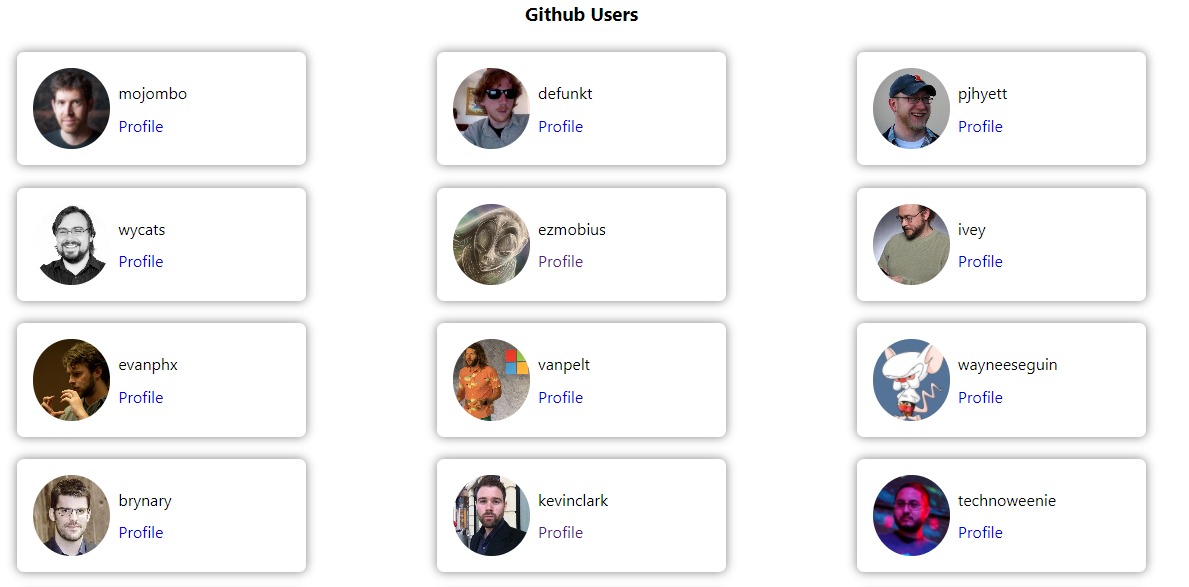 Github Users
mojombo
Profile
defunkt
Profile
pjhyett
Profile
wycats
Profile
ezmobius
Profile
ivey
Profile
evanphx
Profile
vanpelt
Profile
wayneeseguin
Profile
brynary
Profile
kevinclark
Profile
technoweenie
Profile